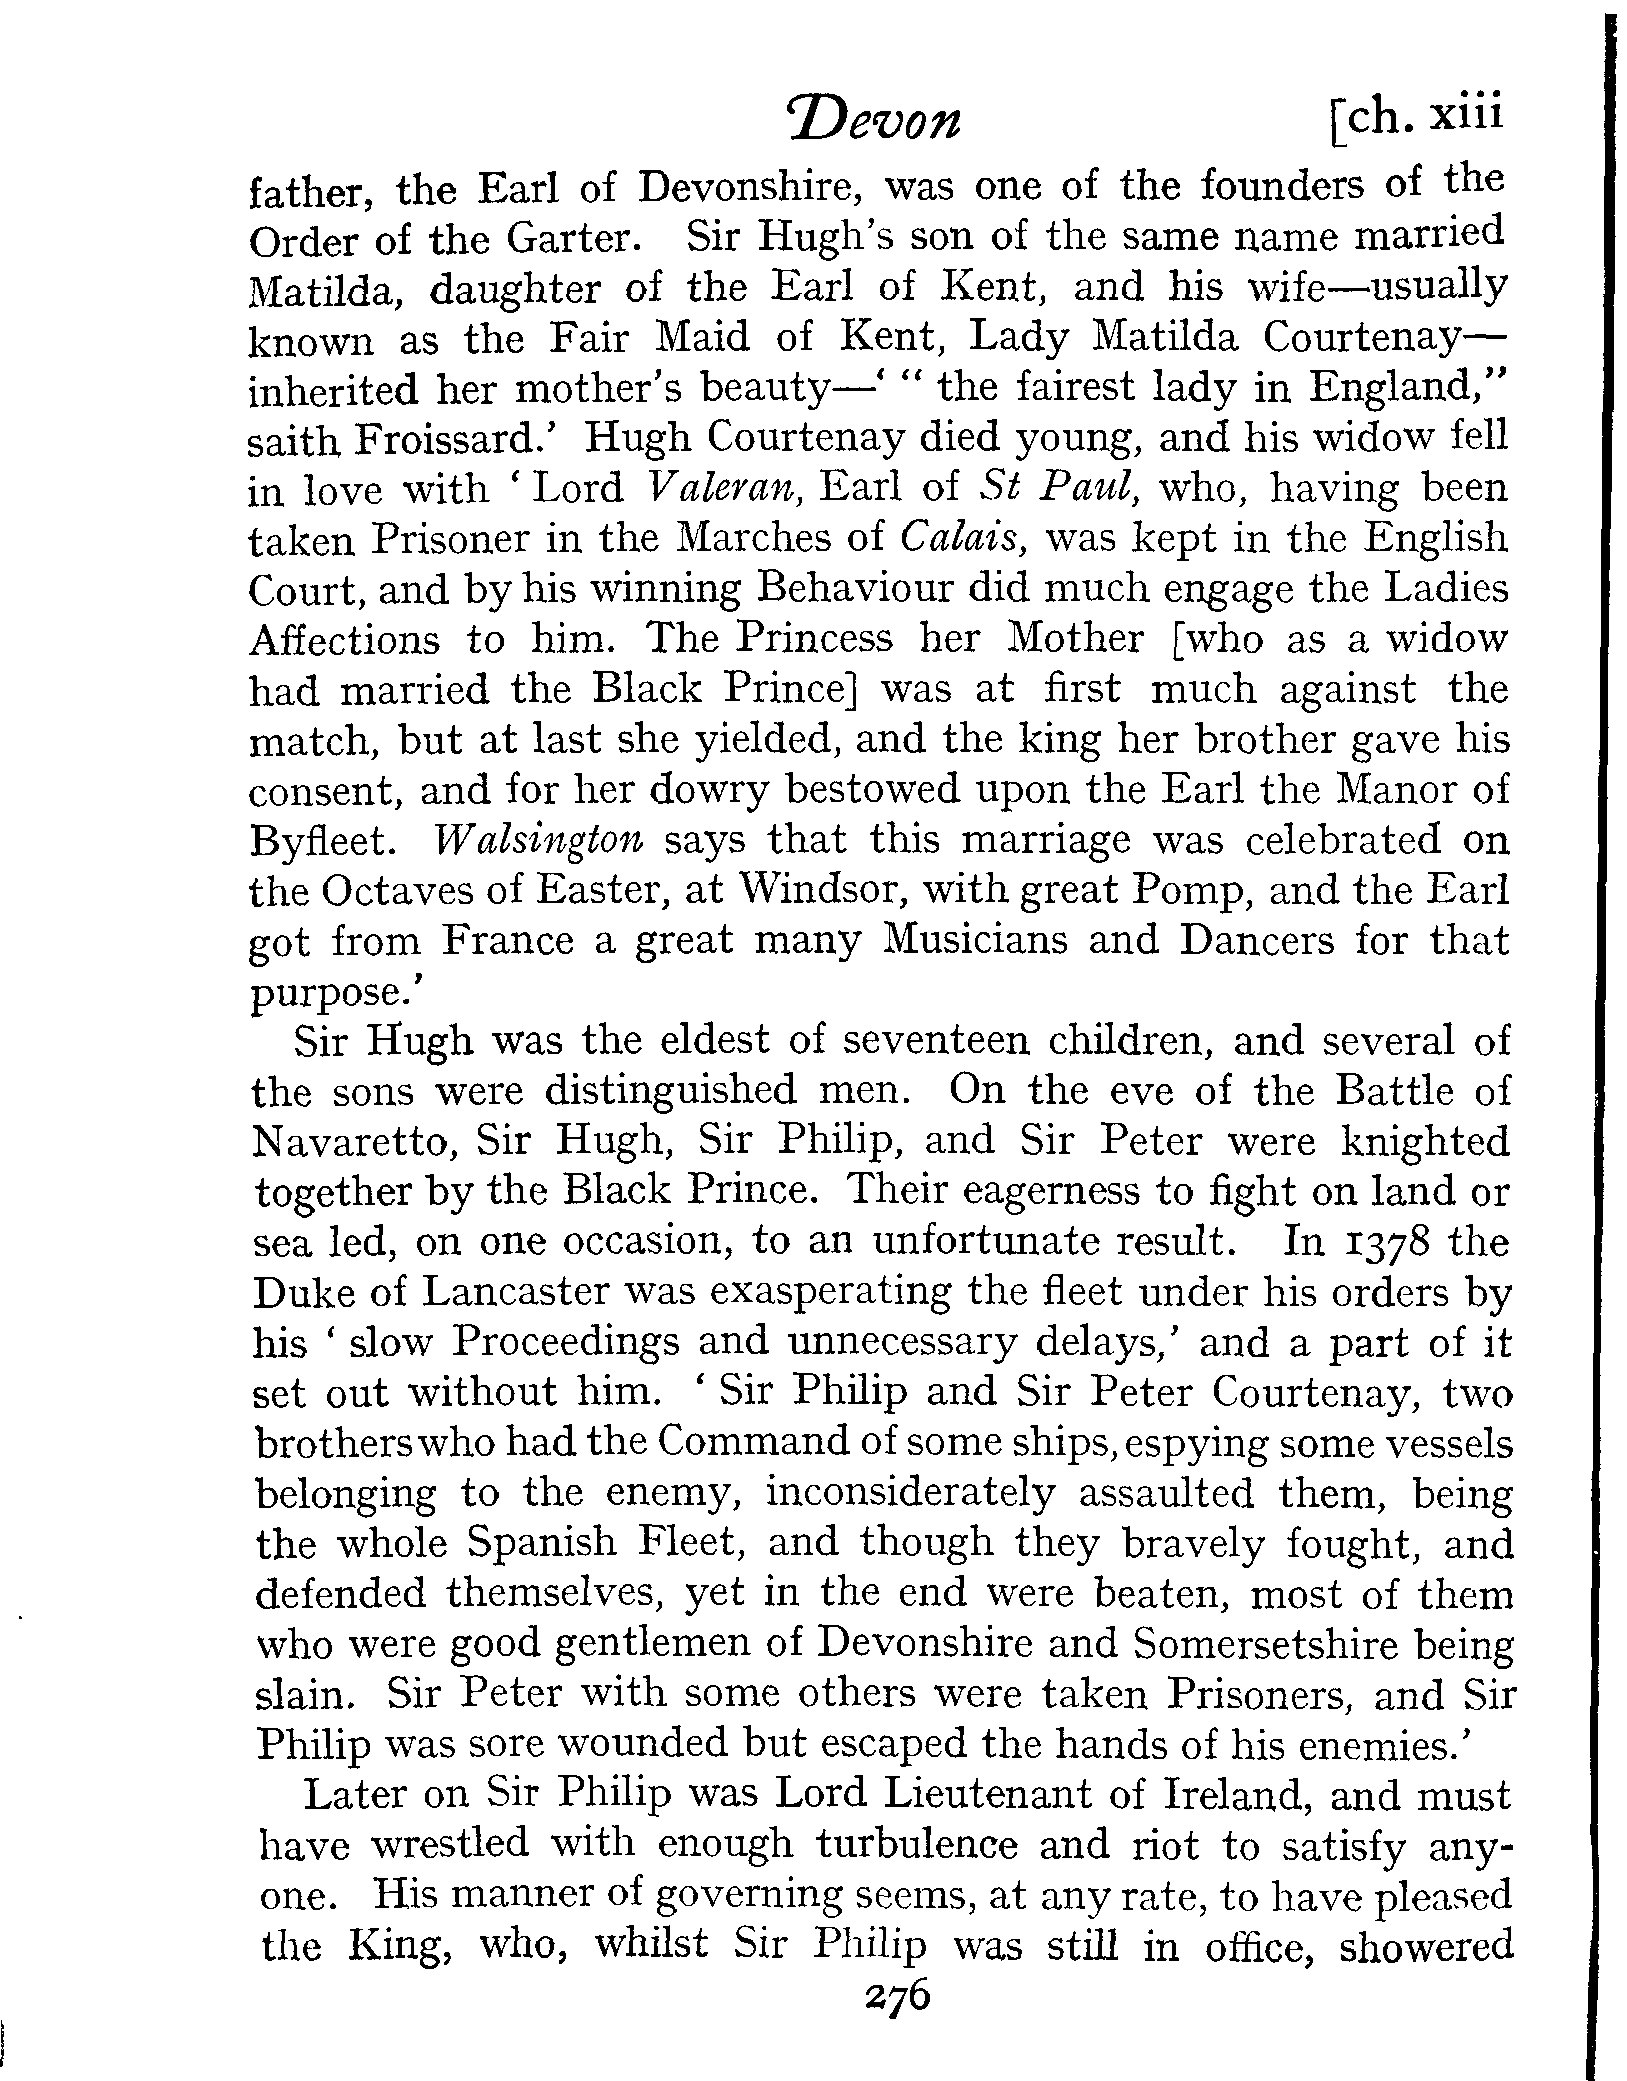 Devon [ch. xiii
father, the Earl of Devonshire, was one of the founders of the
Order of the Garter. Sir Hugh's son of the same name married
Matilda, daughter of the Earl of Kent, and his wife—usually
known as the Fair Maid of Kent, Lady Matilda Courtenay—
inherited her mother's beauty—‘ “ the fairest lady in England,”
saith Froissard.’ Hugh Courtenay died young, and his widow fell
in love with ‘ Lord Valeran, Earl of St Paul, who, having been
taken Prisoner in the Marches of Calais, was kept in the English
Court, and by his winning Behaviour did much engage the Ladies
Affections to him. The Princess her Mother [who as a widow
had married the Black Prince] was at first much against the
match, but at last she yielded, and the king her brother gave his
consent, and for her dowry bestowed upon the Earl the Manor of
Byfleet. Walsington says that this marriage was celebrated on
the Octaves of Easter, at Windsor, with great Pomp, and the Earl
got from France a great many Musicians and Dancers for that
purpose.’
Sir Hugh was the eldest of seventeen children, and several of
the sons were distinguished men. On the eve of the Battle of
Navaretto, Sir Hugh, Sir Philip, and Sir Peter were knighted
together by the Black Prince. Their eagerness to fight on land or
sea led, on one occasion, to an unfortunate result. In 1378 the
Duke of Lancaster was exasperating the fleet under his orders by
his ‘ slow Proceedings and unnecessary delays,’ and a part of it
set out without him. ‘ Sir Philip and Sir Peter Courtenay, two
brothers who had the Command of some ships, espying some vessels
belonging to the enemy, inconsiderately assaulted them, being
the whole Spanish Fleet, and though they bravely fought, and
defended themselves, yet in the end were beaten, most of them
who were good gentlemen of Devonshire and Somersetshire being
slain. Sir Peter with some others were taken Prisoners, and Sir
Philip was sore wounded but escaped the hands of his enemies.’
Later on Sir Philip was Lord Lieutenant of Ireland, and must
have wrestled with enough turbulence and riot to satisfy any-
one. His manner of governing seems, at any rate, to have pleased
the King, who, whilst Sir Philip was still in office, showered
276